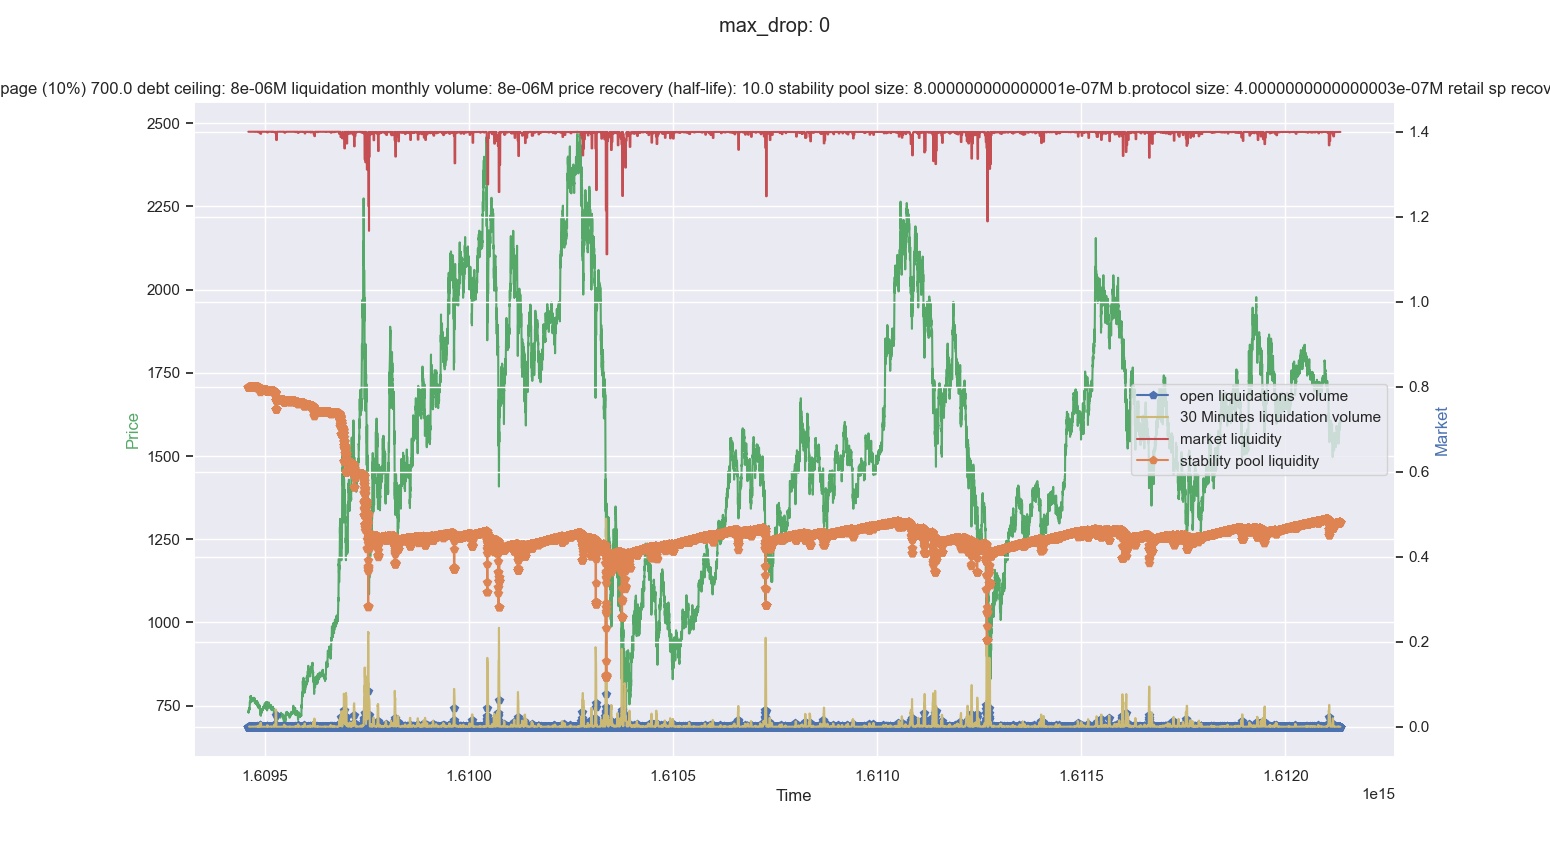 max_drop: 0
page (10%) 700.0 debt ceiling: 8e-06M liquidation monthly volume: 8e-06M price recovery (half-life): 10.0 stability pool size: 8.000000000000001e-07M b.protocol size: 4.0000000000000003e-07M retail sp recov
2500
2250
2000
1750
1500
1250
1000
750
Price
1.4
1.2
1.0
0.8
0.6
0.4
0.2
0.0
Market
open liquidations volume
30 Minutes liquidation volume
market liquidity
stability pool liquidity
1.6095 1.6100 1.6105 1.6110 1.6115 1.6120
Time
1e15